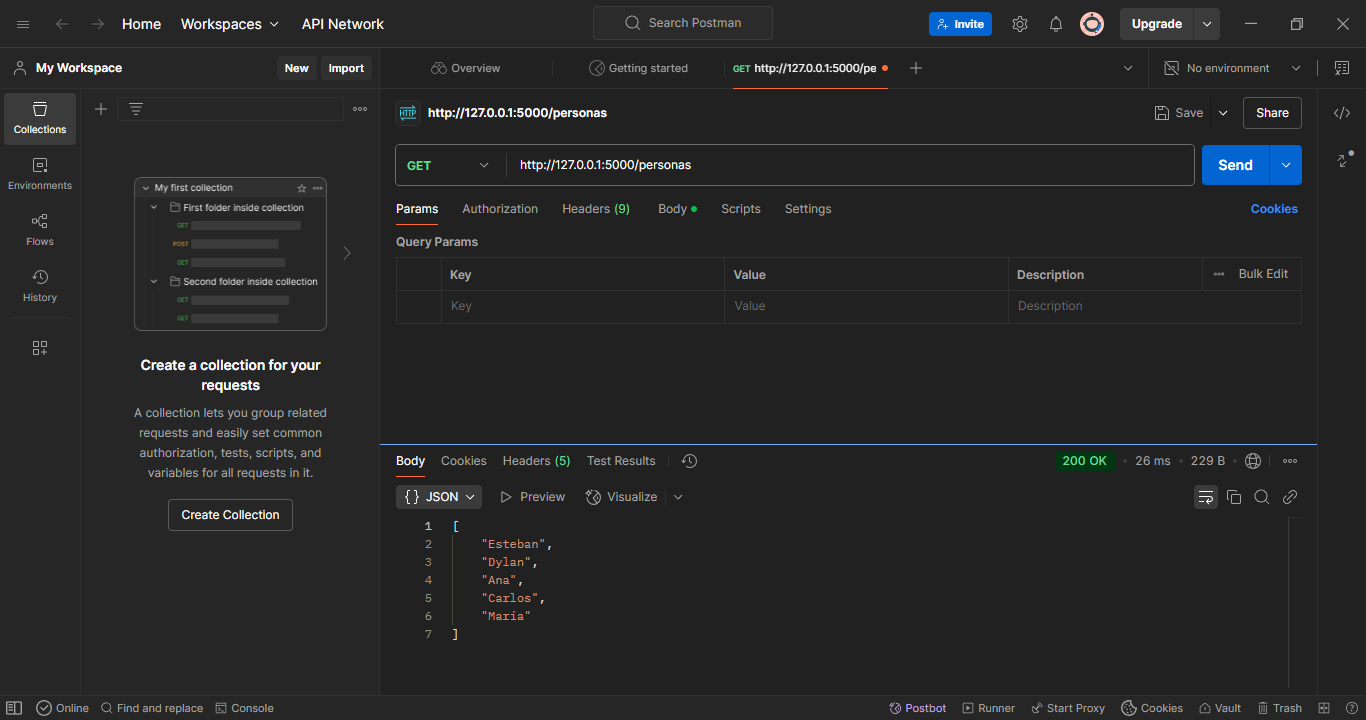 Home Workspaces API Network Search Postman Invite Upgrade
My Workspace New Import Overview Getting started GET http://127.0.0.1:5000/pe No environment
Collections
Environments
Flows
History
My first collection
First folder inside collection
GET
POST
GET
Second folder inside collection
GET
GET
Create a collection for your
requests
A collection lets you group related
requests and easily set common
authorization, tests, scripts, and
variables for all requests in it.
Create Collection
HTTP http://127.0.0.1:5000/personas Save Share
GET http://127.0.0.1:5000/personas Send
Params Authorization Headers (9) Body Scripts Settings Cookies
Query Params
Key Value Description Bulk Edit
Key Value Description
Body Cookies Headers (5) Test Results 200 OK 26 ms 229 B
{} JSON Preview Visualize
1 [
2 "Esteban",
3 "Dylan",
4 "Ana",
5 "Carlos",
6 "María"
7 ]
Online Find and replace Console Postbot Runner Start Proxy Cookies Vault Trash